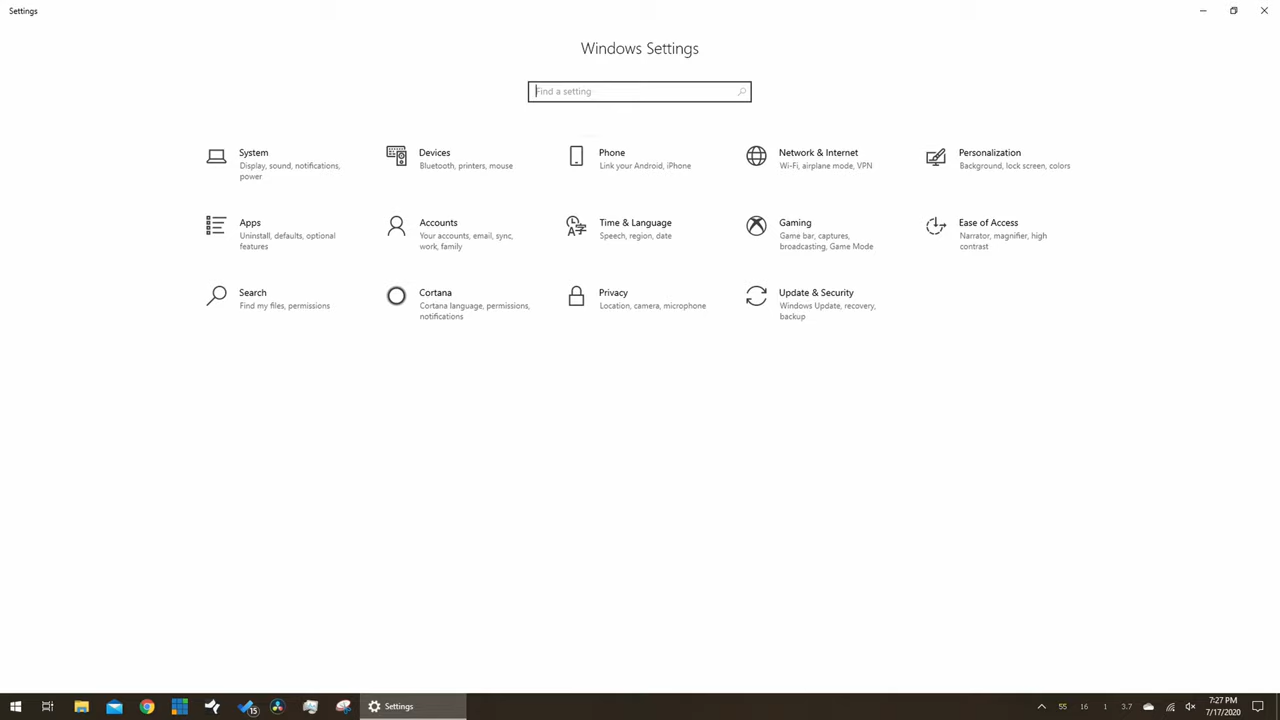 Settings
Windows Settings
Find a setting
System
Display, sound, notifications,
power
Devices
Bluetooth, printers, mouse
Phone
Link your Android, iPhone
Network & Internet
Wi-Fi, airplane mode, VPN
Personalization
Background, lock screen, colors
Apps
Uninstall, defaults, optional
features
Accounts
Your accounts, email, sync,
work, family
Time & Language
Speech, region, date
Gaming
Game bar, captures,
broadcasting, Game Mode
Ease of Access
Narrator, magnifier, high
contrast
Search
Find my files, permissions
Cortana
Cortana language, permissions,
notifications
Privacy
Location, camera, microphone
Update & Security
Windows Update, recovery,
backup
15
Settings
55
16
1
3.7
7:27 PM
7/17/2020